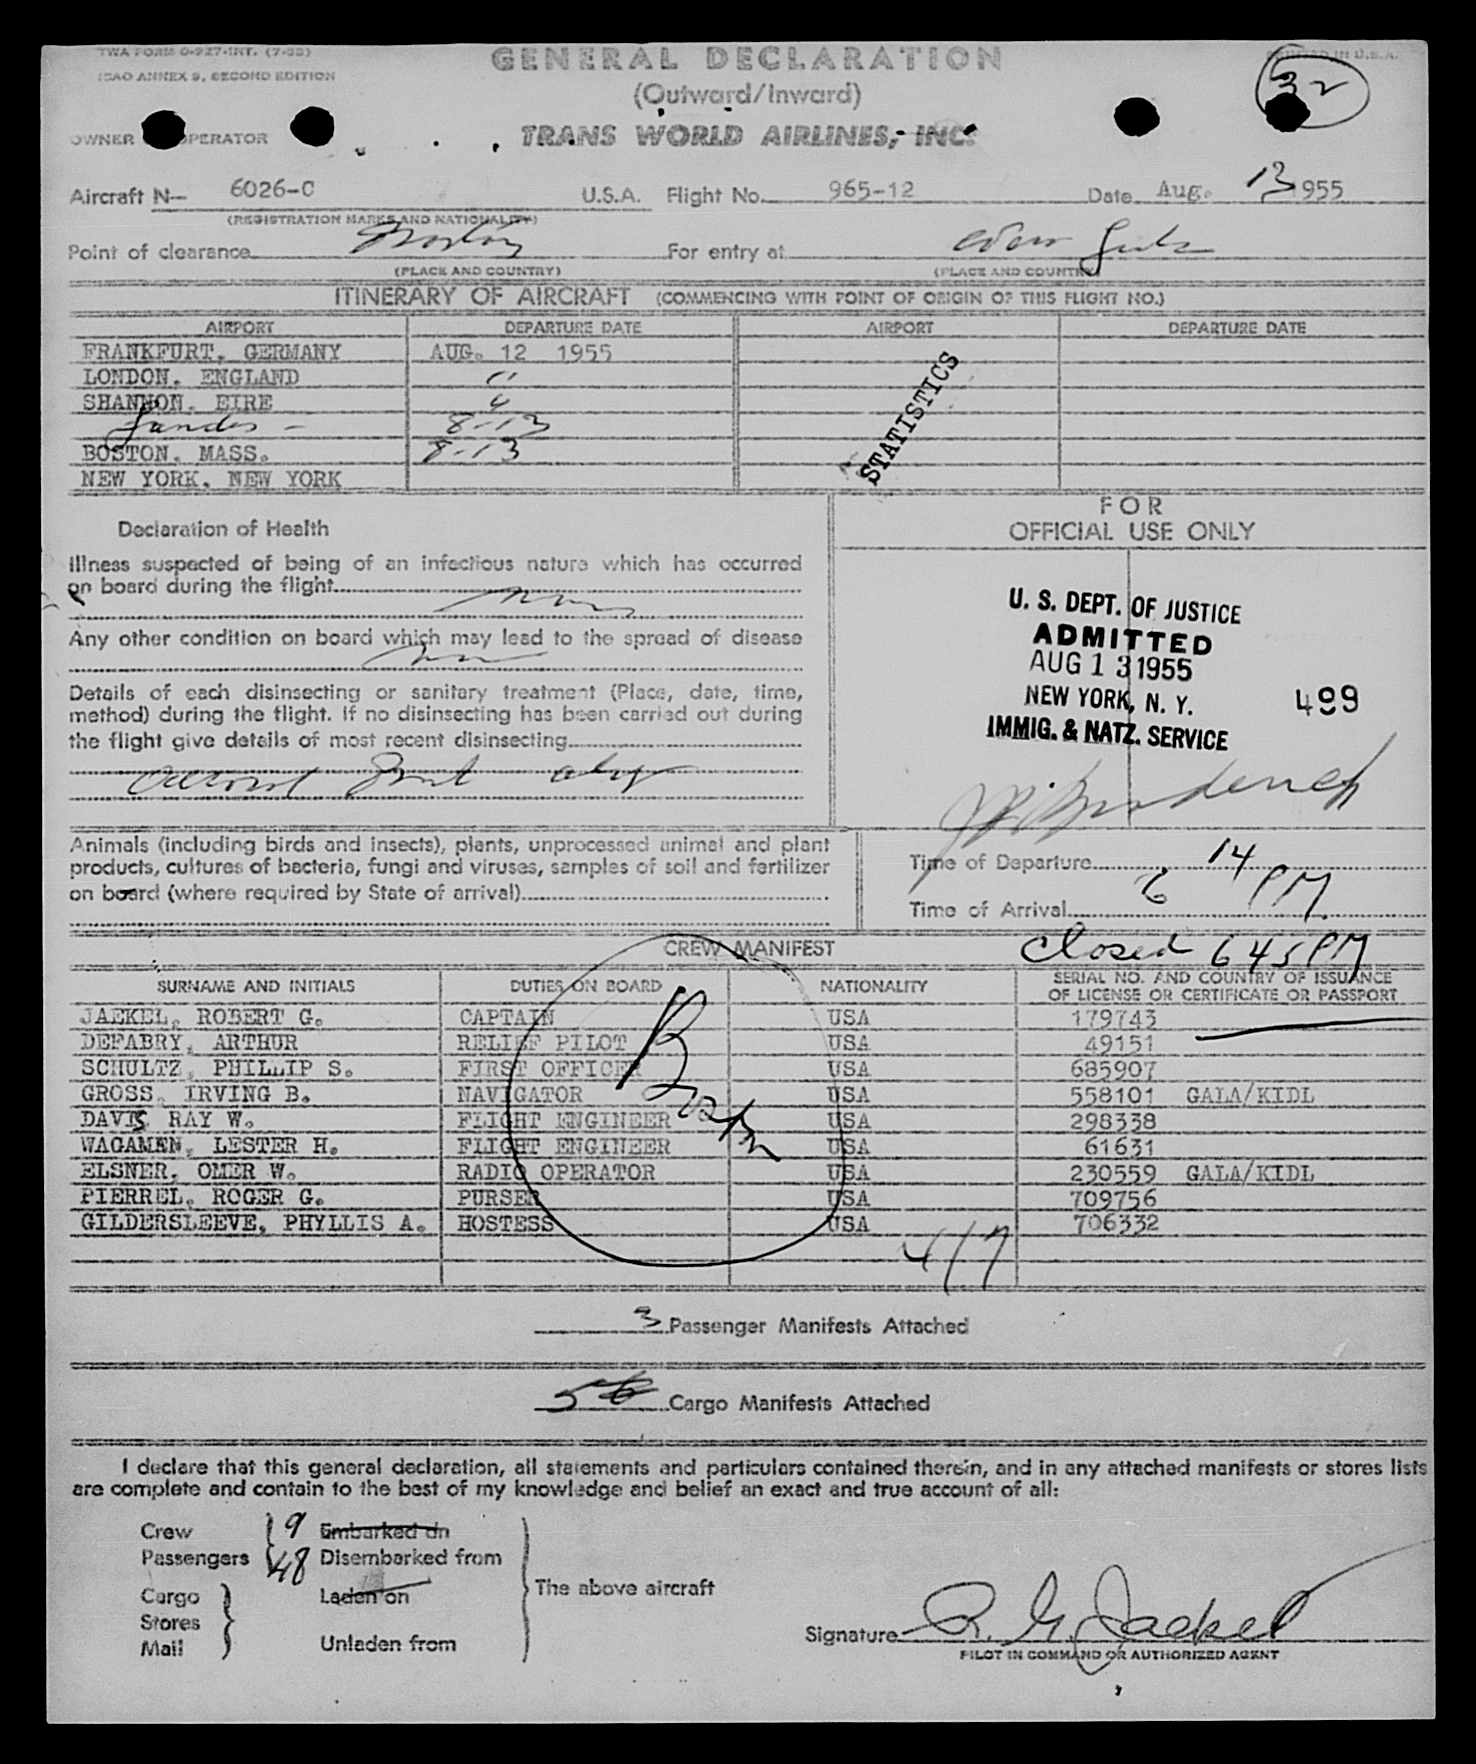 TWA FORM O-927-INT. (7-55)
GENERAL DECLARATION
PRINTED IN U.S.A.
ICAO ANNEX 9, SECOND EDITION
(Outward/Inward)
32
OWNER OPERATOR
TRANS WORLD AIRLINES, INC.
Aircraft N- 6026-C U.S.A. Flight No. 965-12 Date Aug. 13 1955
(REGISTRATION MARKS AND NATIONALITY)
Point of clearance Boston For entry at New York
(PLACE AND COUNTRY) (PLACE AND COUNTRY)
ITINERARY OF AIRCRAFT (COMMENCING WITH POINT OF ORIGIN OF THIS FLIGHT NO.)
AIRPORT DEPARTURE DATE AIRPORT DEPARTURE DATE
FRANKFURT, GERMANY AUG. 12 1955
LONDON, ENGLAND "
SHANNON, EIRE "
Gander - 8-13
BOSTON, MASS. 8-13
NEW YORK, NEW YORK
STATISTICS
Declaration of Health
Illness suspected of being of an infectious nature which has occurred
on board during the flight None
Any other condition on board which may lead to the spread of disease
None
Details of each disinsecting or sanitary treatment (Place, date, time,
method) during the flight. If no disinsecting has been carried out during
the flight give details of most recent disinsecting
FOR
OFFICIAL USE ONLY
U. S. DEPT. OF JUSTICE
ADMITTED
AUG 13 1955
NEW YORK, N. Y. 499
IMMIG. & NATZ. SERVICE
Animals (including birds and insects), plants, unprocessed animal and plant
products, cultures of bacteria, fungi and viruses, samples of soil and fertilizer
on board (where required by State of arrival)
Time of Departure
Time of Arrival 6 14 PM
Closed 645 PM
CREW MANIFEST
SURNAME AND INITIALS DUTIES ON BOARD NATIONALITY SERIAL NO. AND COUNTRY OF ISSUANCE
OF LICENSE OR CERTIFICATE OR PASSPORT
JAEKEL, ROBERT G. CAPTAIN USA 179743
DEFABRY, ARTHUR RELIEF PILOT USA 49151
SCHULTZ, PHILLIP S. FIRST OFFICER USA 685907
GROSS, IRVING B. NAVIGATOR USA 558101 GALA/KIDL
DAVIS RAY W. FLIGHT ENGINEER USA 298338
WAGAMEN, LESTER H. FLIGHT ENGINEER USA 61631
ELSNER, OMER W. RADIO OPERATOR USA 230559 GALA/KIDL
PIERREL, ROGER G. PURSER USA 709756
GILDERSLEEVE, PHYLLIS A. HOSTESS USA 706332
Boston
3 Passenger Manifests Attached
5 Cargo Manifests Attached
I declare that this general declaration, all statements and particulars contained therein, and in any attached manifests or stores lists
are complete and contain to the best of my knowledge and belief an exact and true account of all:
Crew 9 Embarked on
Passengers 48 Disembarked from
The above aircraft
Cargo Laden on
Stores
Mail Unladen from
Signature R. G. Jaekel
PILOT IN COMMAND OR AUTHORIZED AGENT